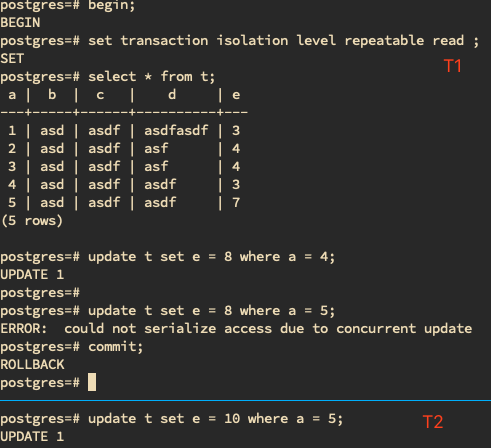 postgres=# begin;
BEGIN
postgres=# set transaction isolation level repeatable read ;
SET
T1
postgres=# select * from t;
 a |  b  |  c   |    d     | e
---+-----+------+----------+---
 1 | asd | asdf | asdfasdf | 3
 2 | asd | asdf | asf      | 4
 3 | asd | asdf | asf      | 4
 4 | asd | asdf | asdf     | 3
 5 | asd | asdf | asdf     | 7
(5 rows)
postgres=# update t set e = 8 where a = 4;
UPDATE 1
postgres=#
postgres=# update t set e = 8 where a = 5;
ERROR:  could not serialize access due to concurrent update
postgres=# commit;
ROLLBACK
postgres=#
postgres=# update t set e = 10 where a = 5;
T2
UPDATE 1